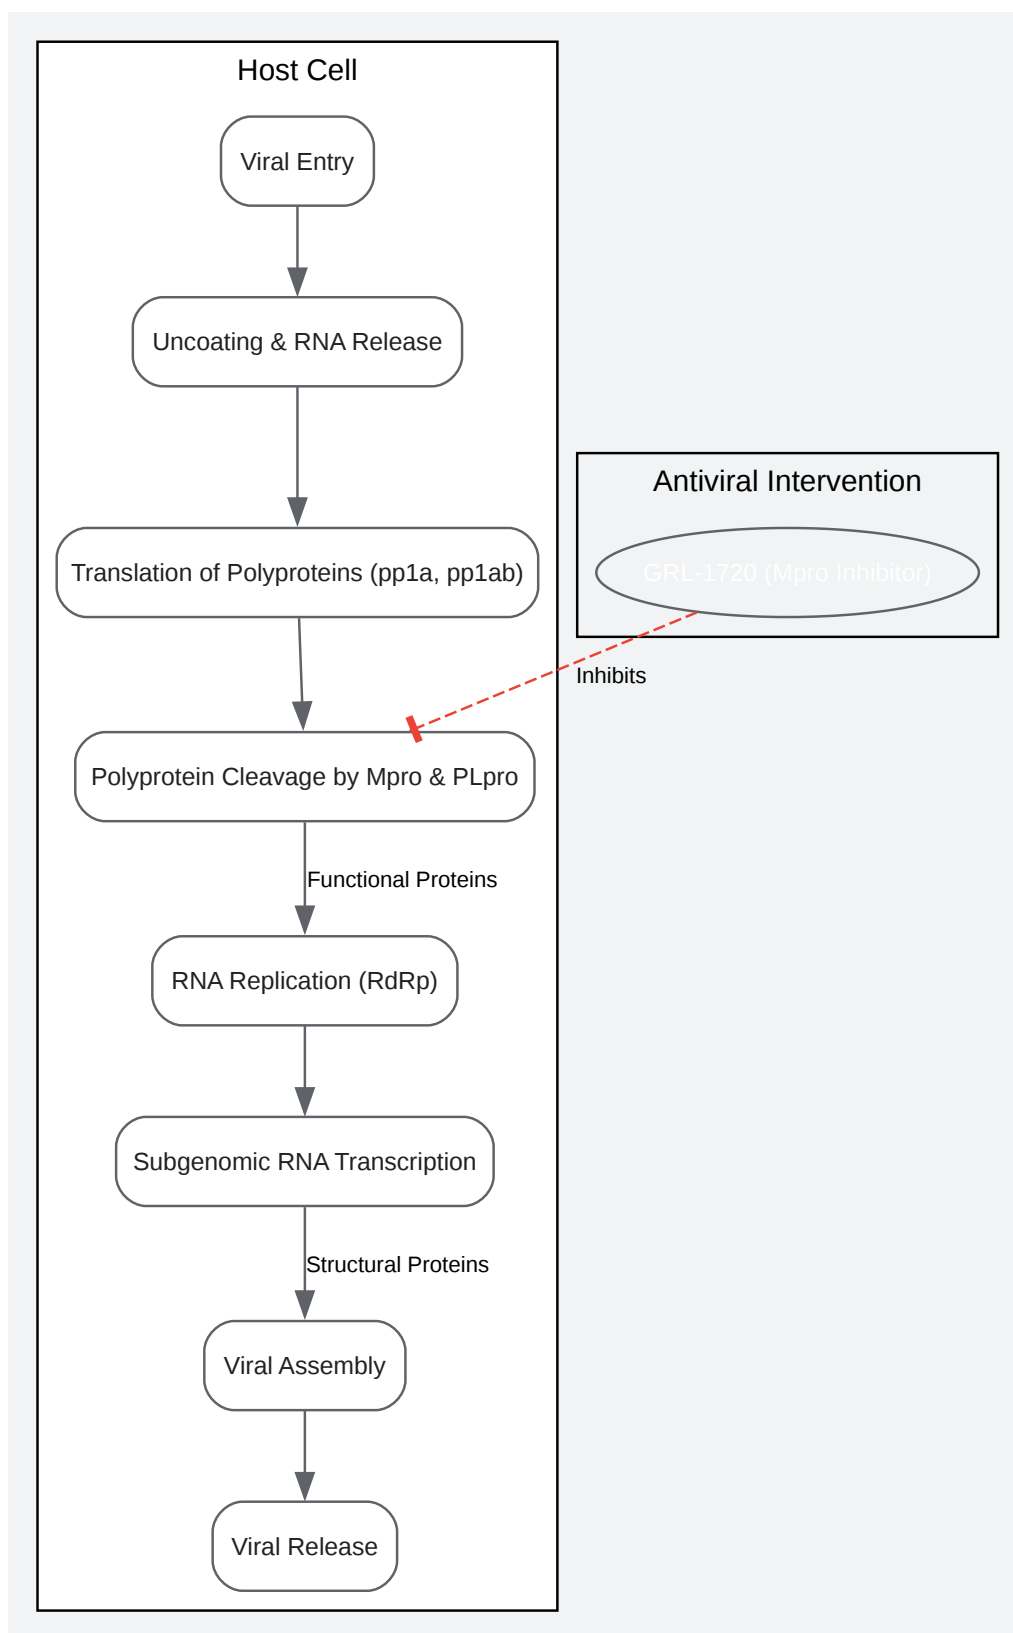 Host Cell
Viral Entry
Uncoating & RNA Release
Antiviral Intervention
Translation of Polyproteins (pp1a, pp1ab)
GRL-1720 (Mpro Inhibitor)
Inhibits
Polyprotein Cleavage by Mpro & PLpro
Functional Proteins
RNA Replication (RdRp)
Subgenomic RNA Transcription
Structural Proteins
Viral Assembly
Viral Release